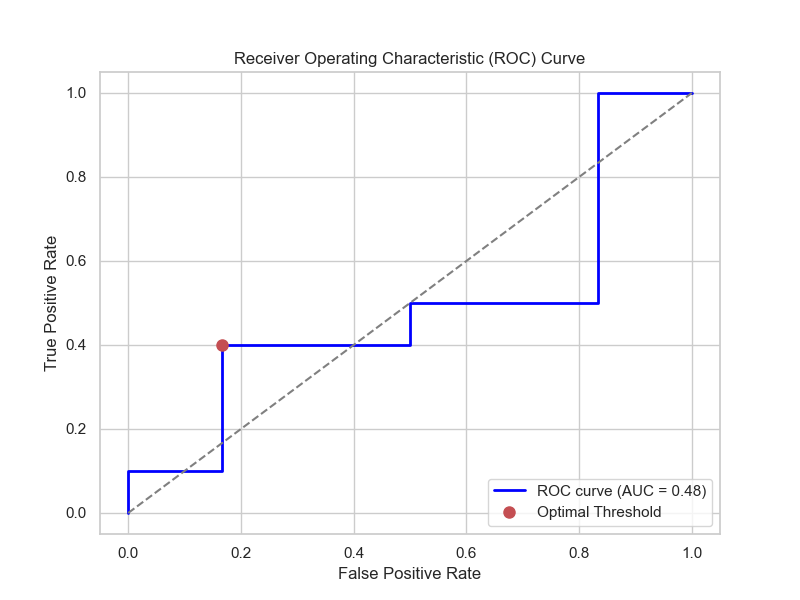 Receiver Operating Characteristic (ROC) Curve
True Positive Rate
1.0
0.8
0.6
0.4
0.2
0.0
0.0 0.2 0.4 0.6 0.8 1.0
False Positive Rate
ROC curve (AUC = 0.48)
Optimal Threshold